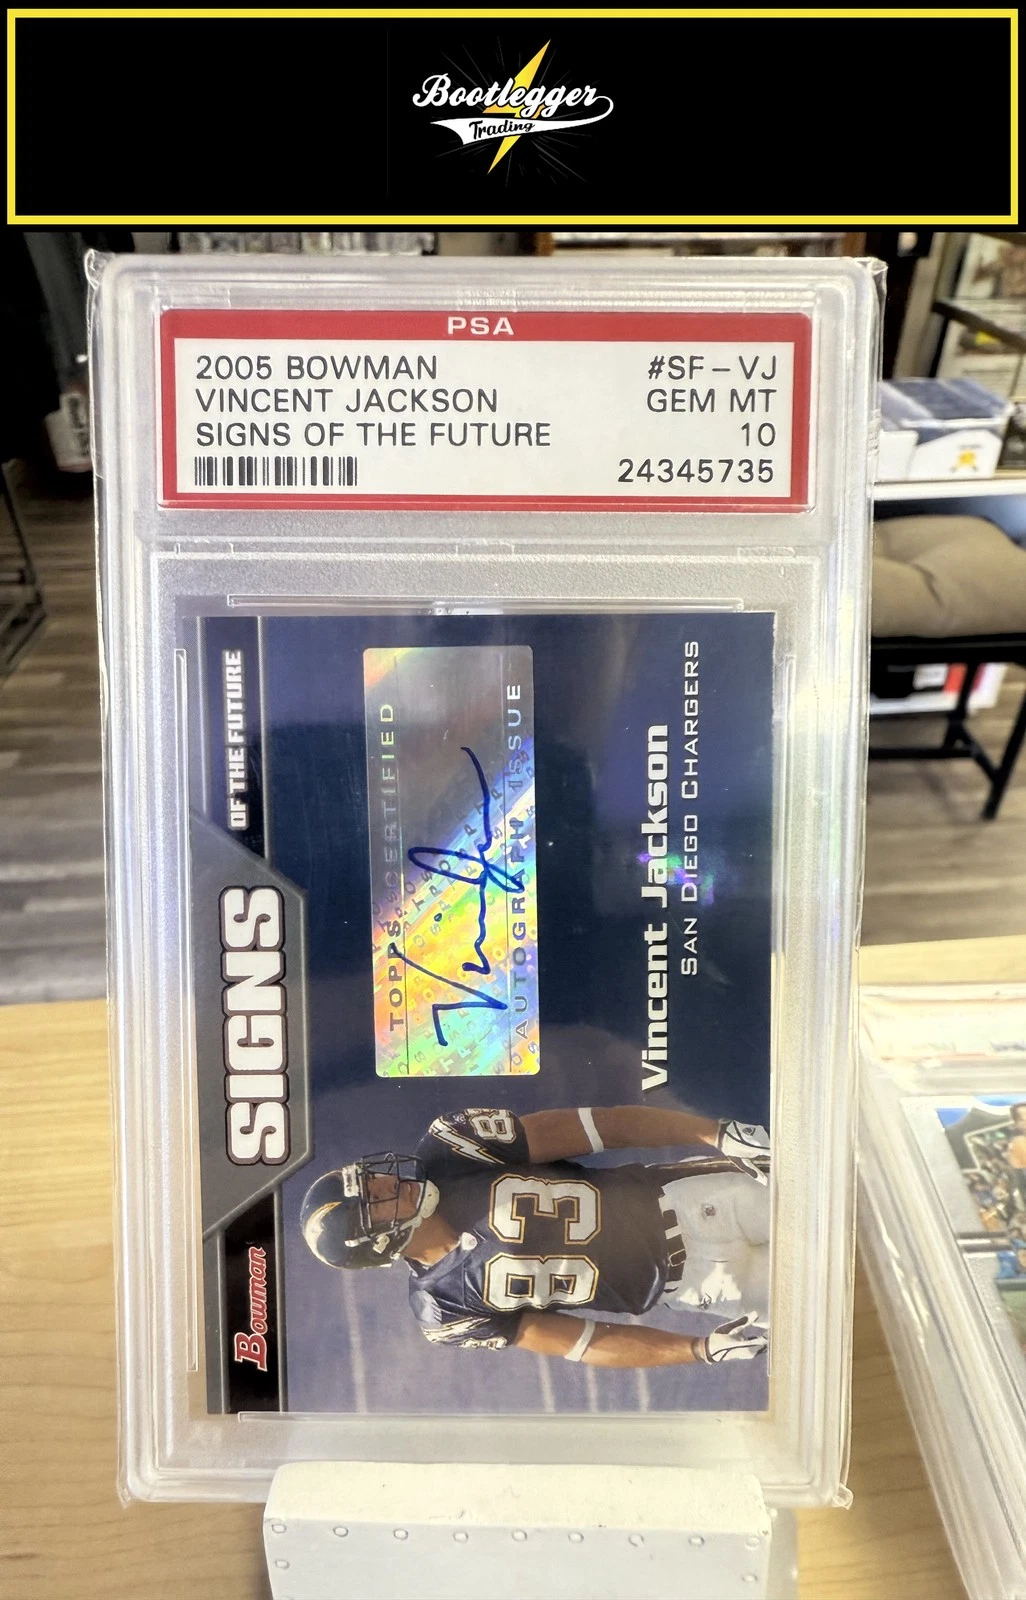 Bootlegger
Trading
PSA
2005 BOWMAN #SF-VJ
VINCENT JACKSON GEM MT
SIGNS OF THE FUTURE 10
24345735
Bowman
SIGNS
OF THE FUTURE
TOPPS CERTIFIED
AUTOGRAPH ISSUE
Vincent Jackson
SAN DIEGO CHARGERS
83
83